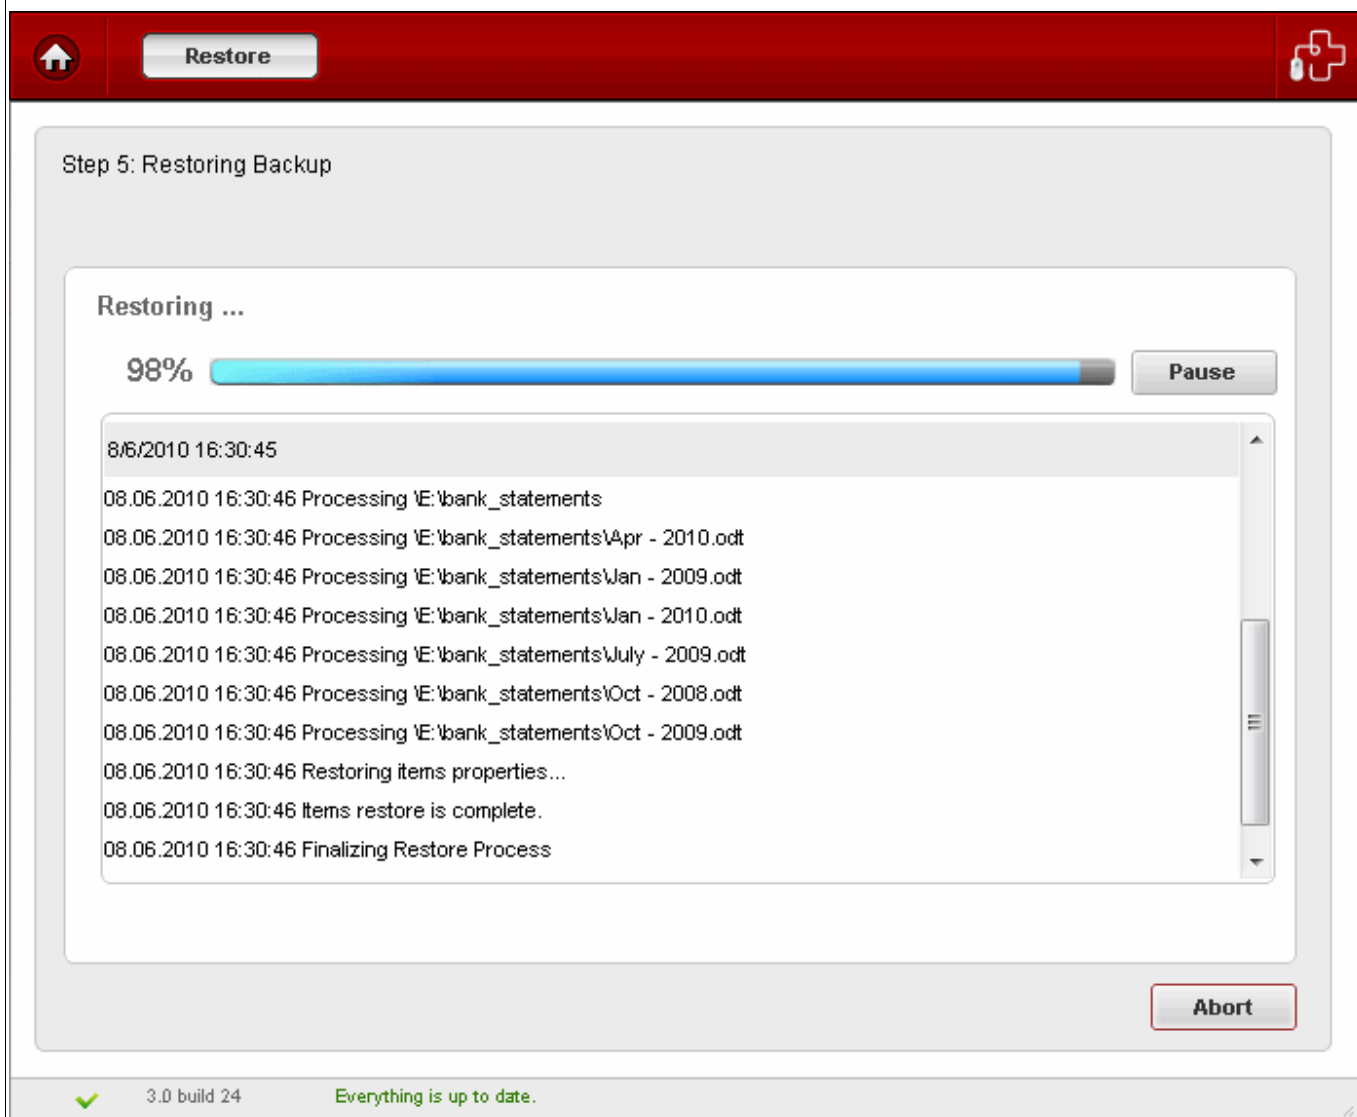 Restore
Step 5: Restoring Backup
Restoring ...
98%
Pause
8/6/2010 16:30:45
08.06.2010 16:30:46 Processing \E:\bank_statements
08.06.2010 16:30:46 Processing \E:\bank_statements\Apr - 2010.odt
08.06.2010 16:30:46 Processing \E:\bank_statements\Jan - 2009.odt
08.06.2010 16:30:46 Processing \E:\bank_statements\Jan - 2010.odt
08.06.2010 16:30:46 Processing \E:\bank_statements\July - 2009.odt
08.06.2010 16:30:46 Processing \E:\bank_statements\Oct - 2008.odt
08.06.2010 16:30:46 Processing \E:\bank_statements\Oct - 2009.odt
08.06.2010 16:30:46 Restoring items properties...
08.06.2010 16:30:46 Items restore is complete.
08.06.2010 16:30:46 Finalizing Restore Process
Abort
3.0 build 24 Everything is up to date.